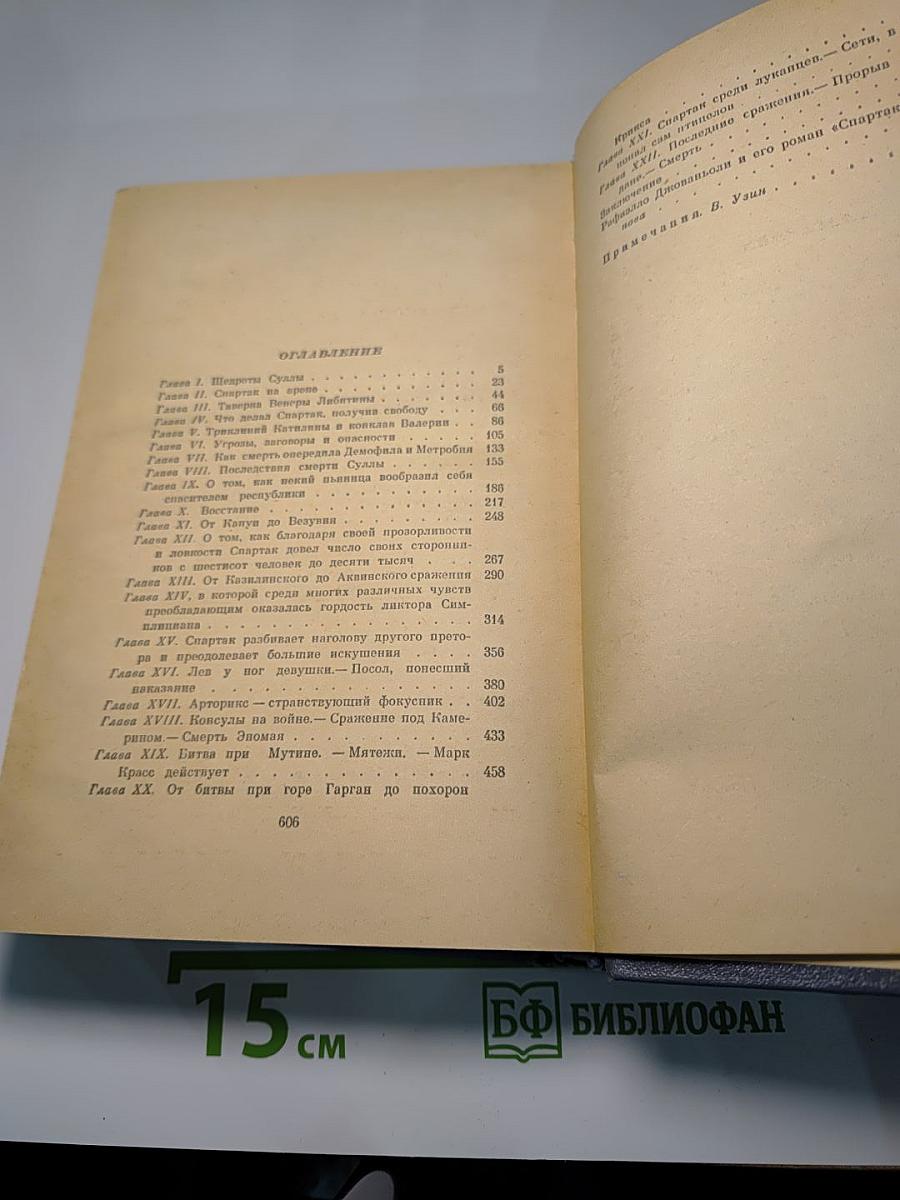 ОГЛАВЛЕНИЕ
Глава I. Щедроты Суллы . . . . . . . . . . . . 5
Глава II. Спартак на арене . . . . . . . . . . . 23
Глава III. Таверна Венеры Либитины . . . . . . . 44
Глава IV. Что делал Спартак, получив свободу . . . 66
Глава V. Триклиний Катилины и конклав Валерии . . 86
Глава VI. Угрозы, заговоры и опасности . . . . . 105
Глава VII. Как смерть опередила Демофила и Метробия 133
Глава VIII. Последствия смерти Суллы . . . . . . 155
Глава IX. О том, как некий пьяница вообразил себя
спасителем республики . . . . . . . . . . 186
Глава X. Восстание . . . . . . . . . . . . . 217
Глава XI. От Капуи до Везувия . . . . . . . . . 248
Глава XII. О том, как благодаря своей прозорливости
и ловкости Спартак довел число своих сторонни-
ков с шестисот человек до десяти тысяч . . . 267
Глава XIII. От Казилинского до Аквинского сражения 290
Глава XIV, в которой среди многих различных чувств
преобладающим оказалась гордость ликтора Сим-
плициана . . . . . . . . . . . . . . . . 314
Глава XV. Спартак разбивает наголову другого прето-
ра и преодолевает большие искушения . . . . 356
Глава XVI. Лев у ног девушки.— Посол, понесший
наказание . . . . . . . . . . . . . . . . 380
Глава XVII. Арторикс — странствующий фокусник . . 402
Глава XVIII. Консулы на войне.— Сражение под Каме-
рином.— Смерть Эномая . . . . . . . . . . 433
Глава XIX. Битва при Мутине. — Мятежи. — Марк
Красс действует . . . . . . . . . . . . . . 458
Глава XX. От битвы при горе Гарган до похорон
606
Крикса . . . . . . . . . . . .
Глава XXI. Спартак среди луканцев.— Сети, в
попал сам птицелов . . . . . . .
Глава XXII. Последние сражения.— Прорыв
Смерть . . . . . . . . .
Заключение . . . . . . . . .
Рафаэлло Джованьоли и его роман «Спартак
нова . . . . . . . . . .
Примечания. В. Узин . . . . . . .
15 см
БФ БИБЛИОФАН